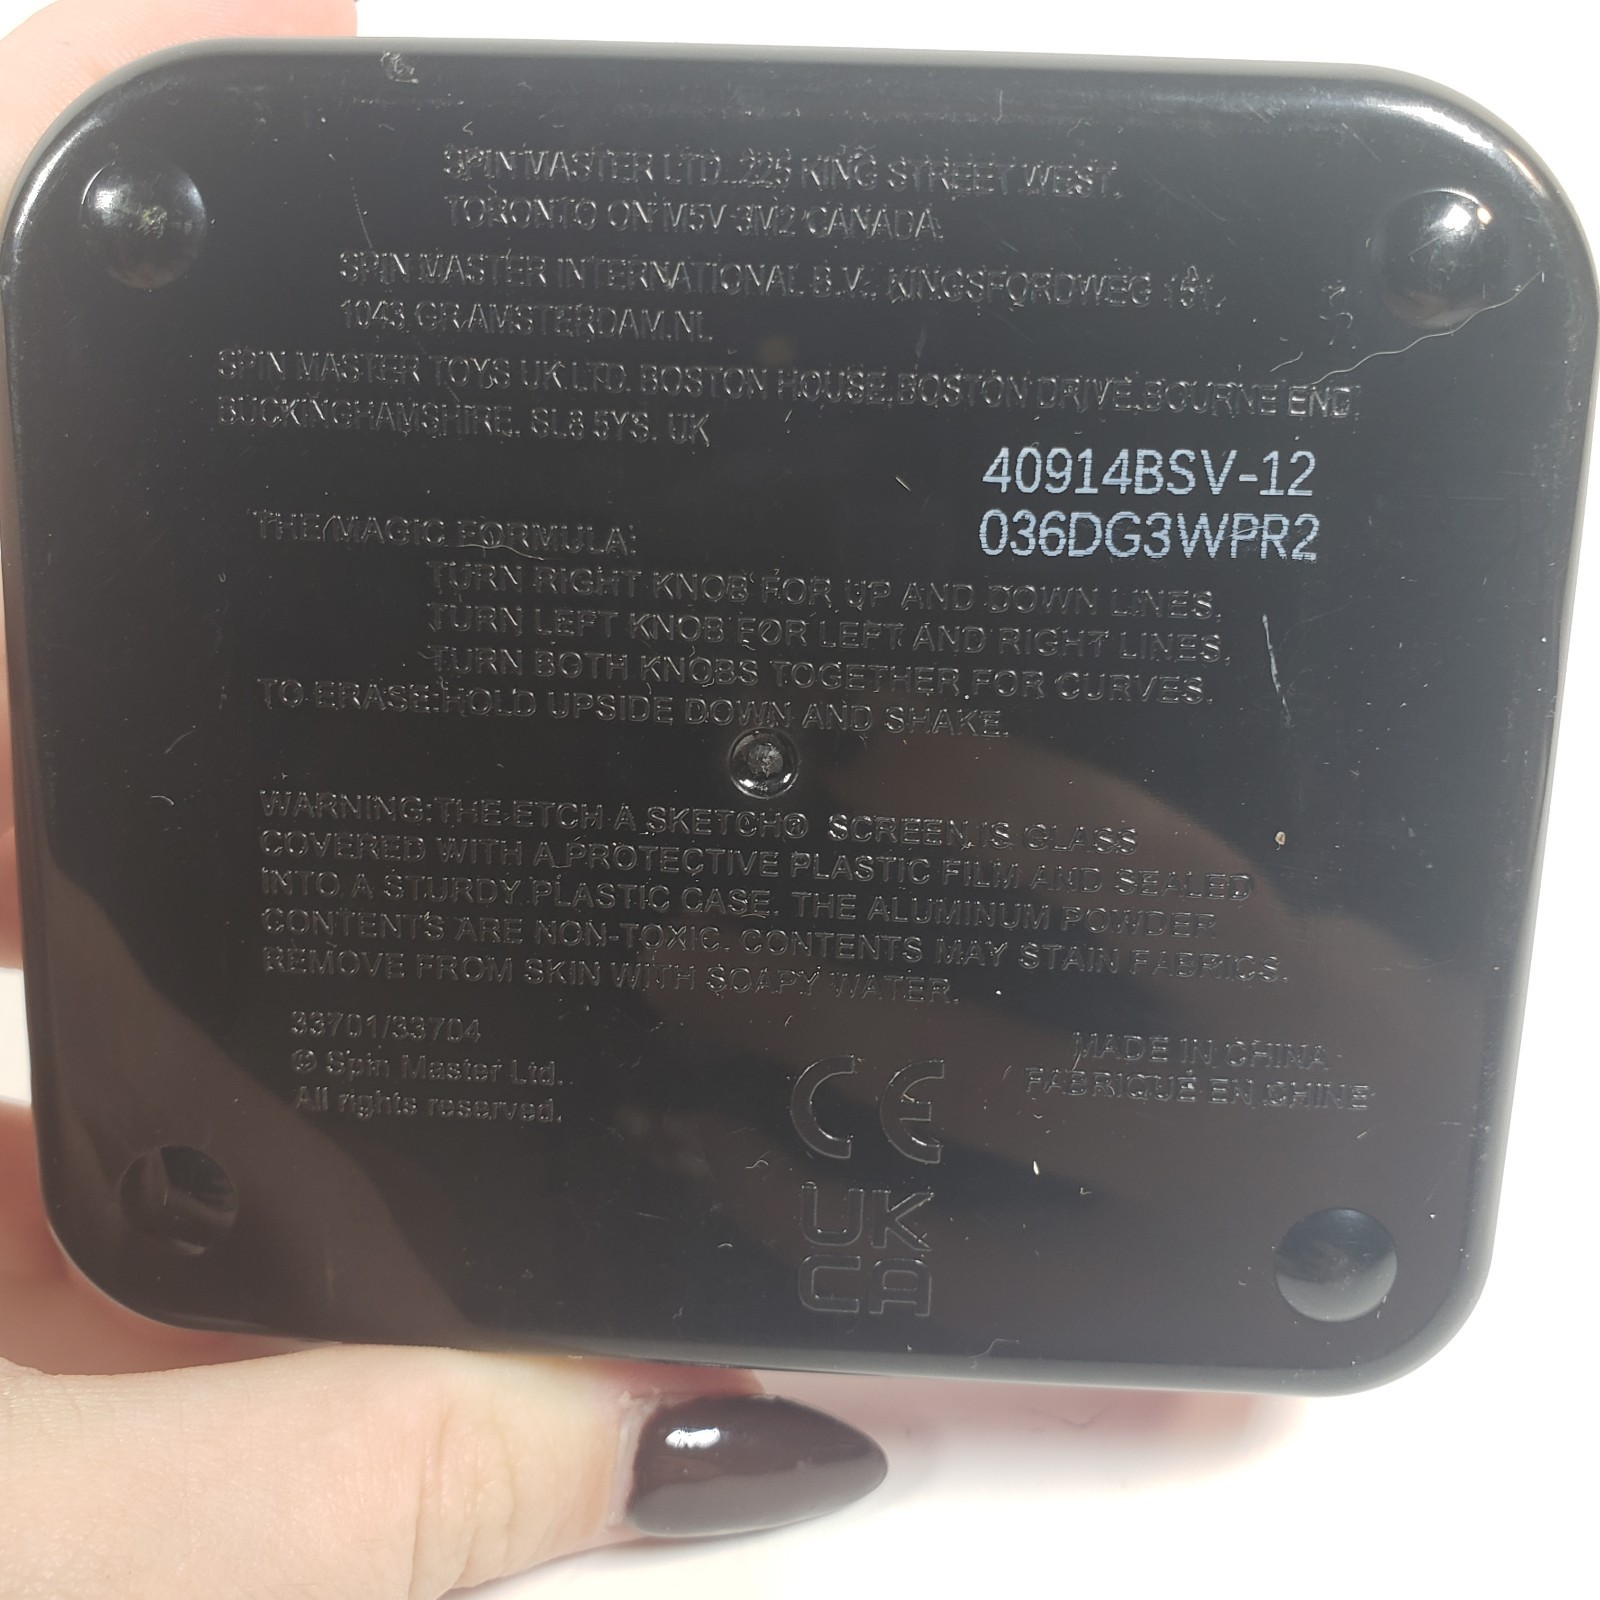 SPIN MASTER LTD., 225 KING STREET WEST,
TORONTO ON M5V 3M2 CANADA
SPIN MASTER INTERNATIONAL B.V., KINGSFORDWEG 151,
1043 GR AMSTERDAM, NL
SPIN MASTER TOYS UK LTD. BOSTON HOUSE, BOSTON DRIVE, BOURNE END,
BUCKINGHAMSHIRE. SL8 5YS. UK
40914BSV-12
036DG3WPR2
THE MAGIC FORMULA:
TURN RIGHT KNOB FOR UP AND DOWN LINES.
TURN LEFT KNOB FOR LEFT AND RIGHT LINES.
TURN BOTH KNOBS TOGETHER FOR CURVES.
TO ERASE:HOLD UPSIDE DOWN AND SHAKE.
WARNING:THE ETCH A SKETCH® SCREEN IS GLASS
COVERED WITH A PROTECTIVE PLASTIC FILM AND SEALED
INTO A STURDY PLASTIC CASE. THE ALUMINUM POWDER
CONTENTS ARE NON-TOXIC. CONTENTS MAY STAIN FABRICS.
REMOVE FROM SKIN WITH SOAPY WATER.
33701/33704
© Spin Master Ltd.
All rights reserved.
MADE IN CHINA
FABRIQUÉ EN CHINE
CE
UK
CA